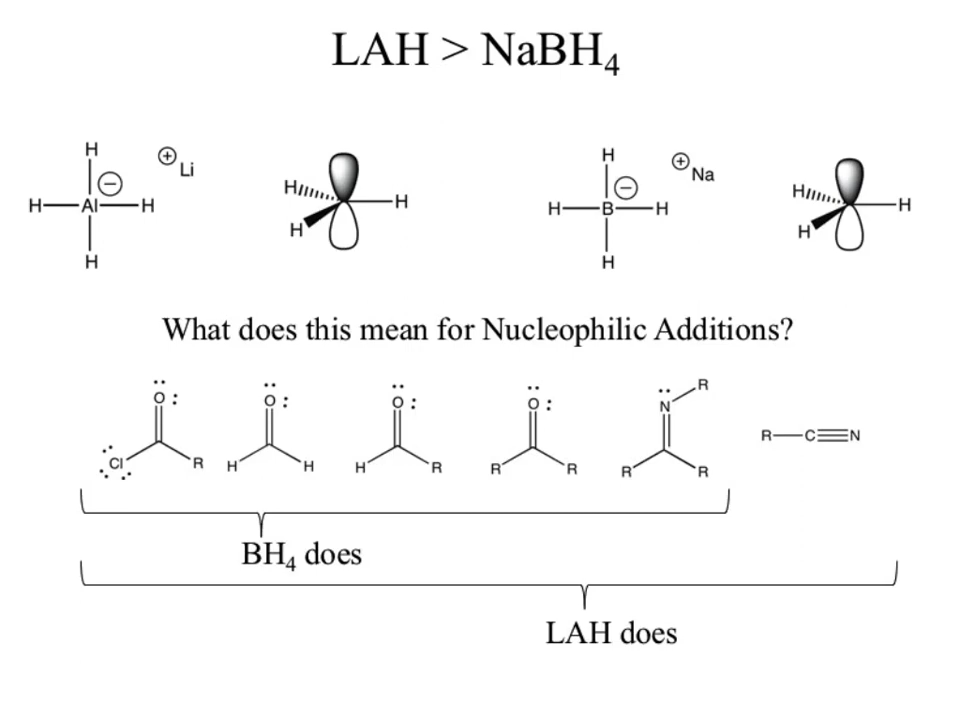 LAH > NaBH₄
H ⊕ Li
H Al ⊖ H
H
H H
H
H ⊕ Na
H B ⊖ H
H
H H
H
What does this mean for Nucleophilic Additions?
O O O O N R
Cl R H H H R R R R R R C N
BH₄ does
LAH does